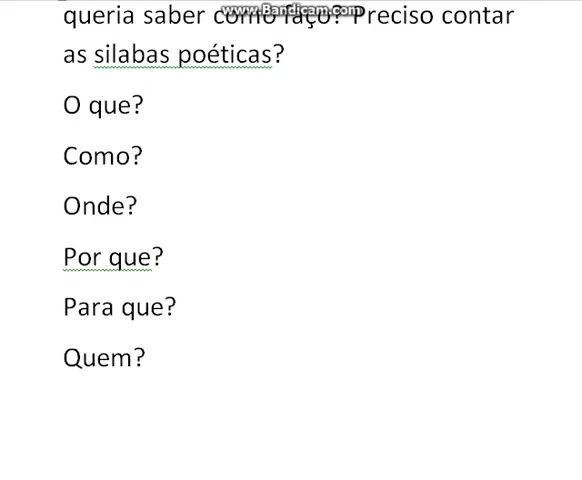 queria saber como faço? Preciso contar
www.Bandicam.com
as silabas poéticas?
O que?
Como?
Onde?
Por que?
Para que?
Quem?